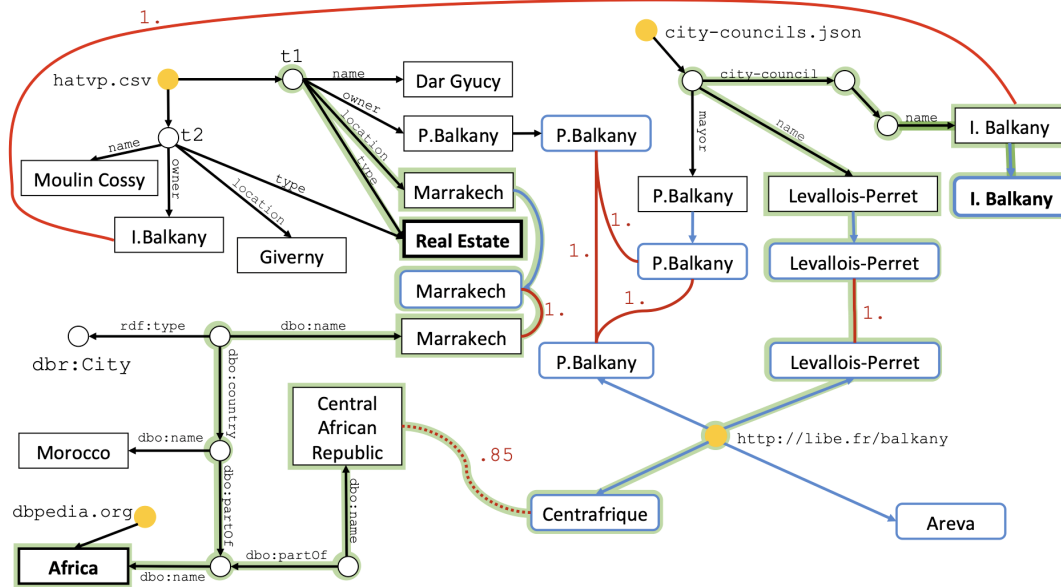 1.
city-councils.json
t1
hatvp.csv
name
Dar Gyucy
city-council
owner
P.Balkany
P.Balkany
name
I. Balkany
location
type
mayor
name
t2
name
Moulin Cossy
owner
type
location
Marrakech
P.Balkany
Levallois-Perret
I. Balkany
I.Balkany
Real Estate
1.
Giverny
1.
P.Balkany
Levallois-Perret
Marrakech
1.
1.
1.
rdf:type
dbo:name
Marrakech
dbr:City
P.Balkany
Levallois-Perret
dbo:country
Central
African
Republic
dbo:name
Morocco
.85
http://libe.fr/balkany
dbo:partOf
dbo:name
dbpedia.org
Centrafrique
Areva
dbo:partOf
Africa
dbo:name